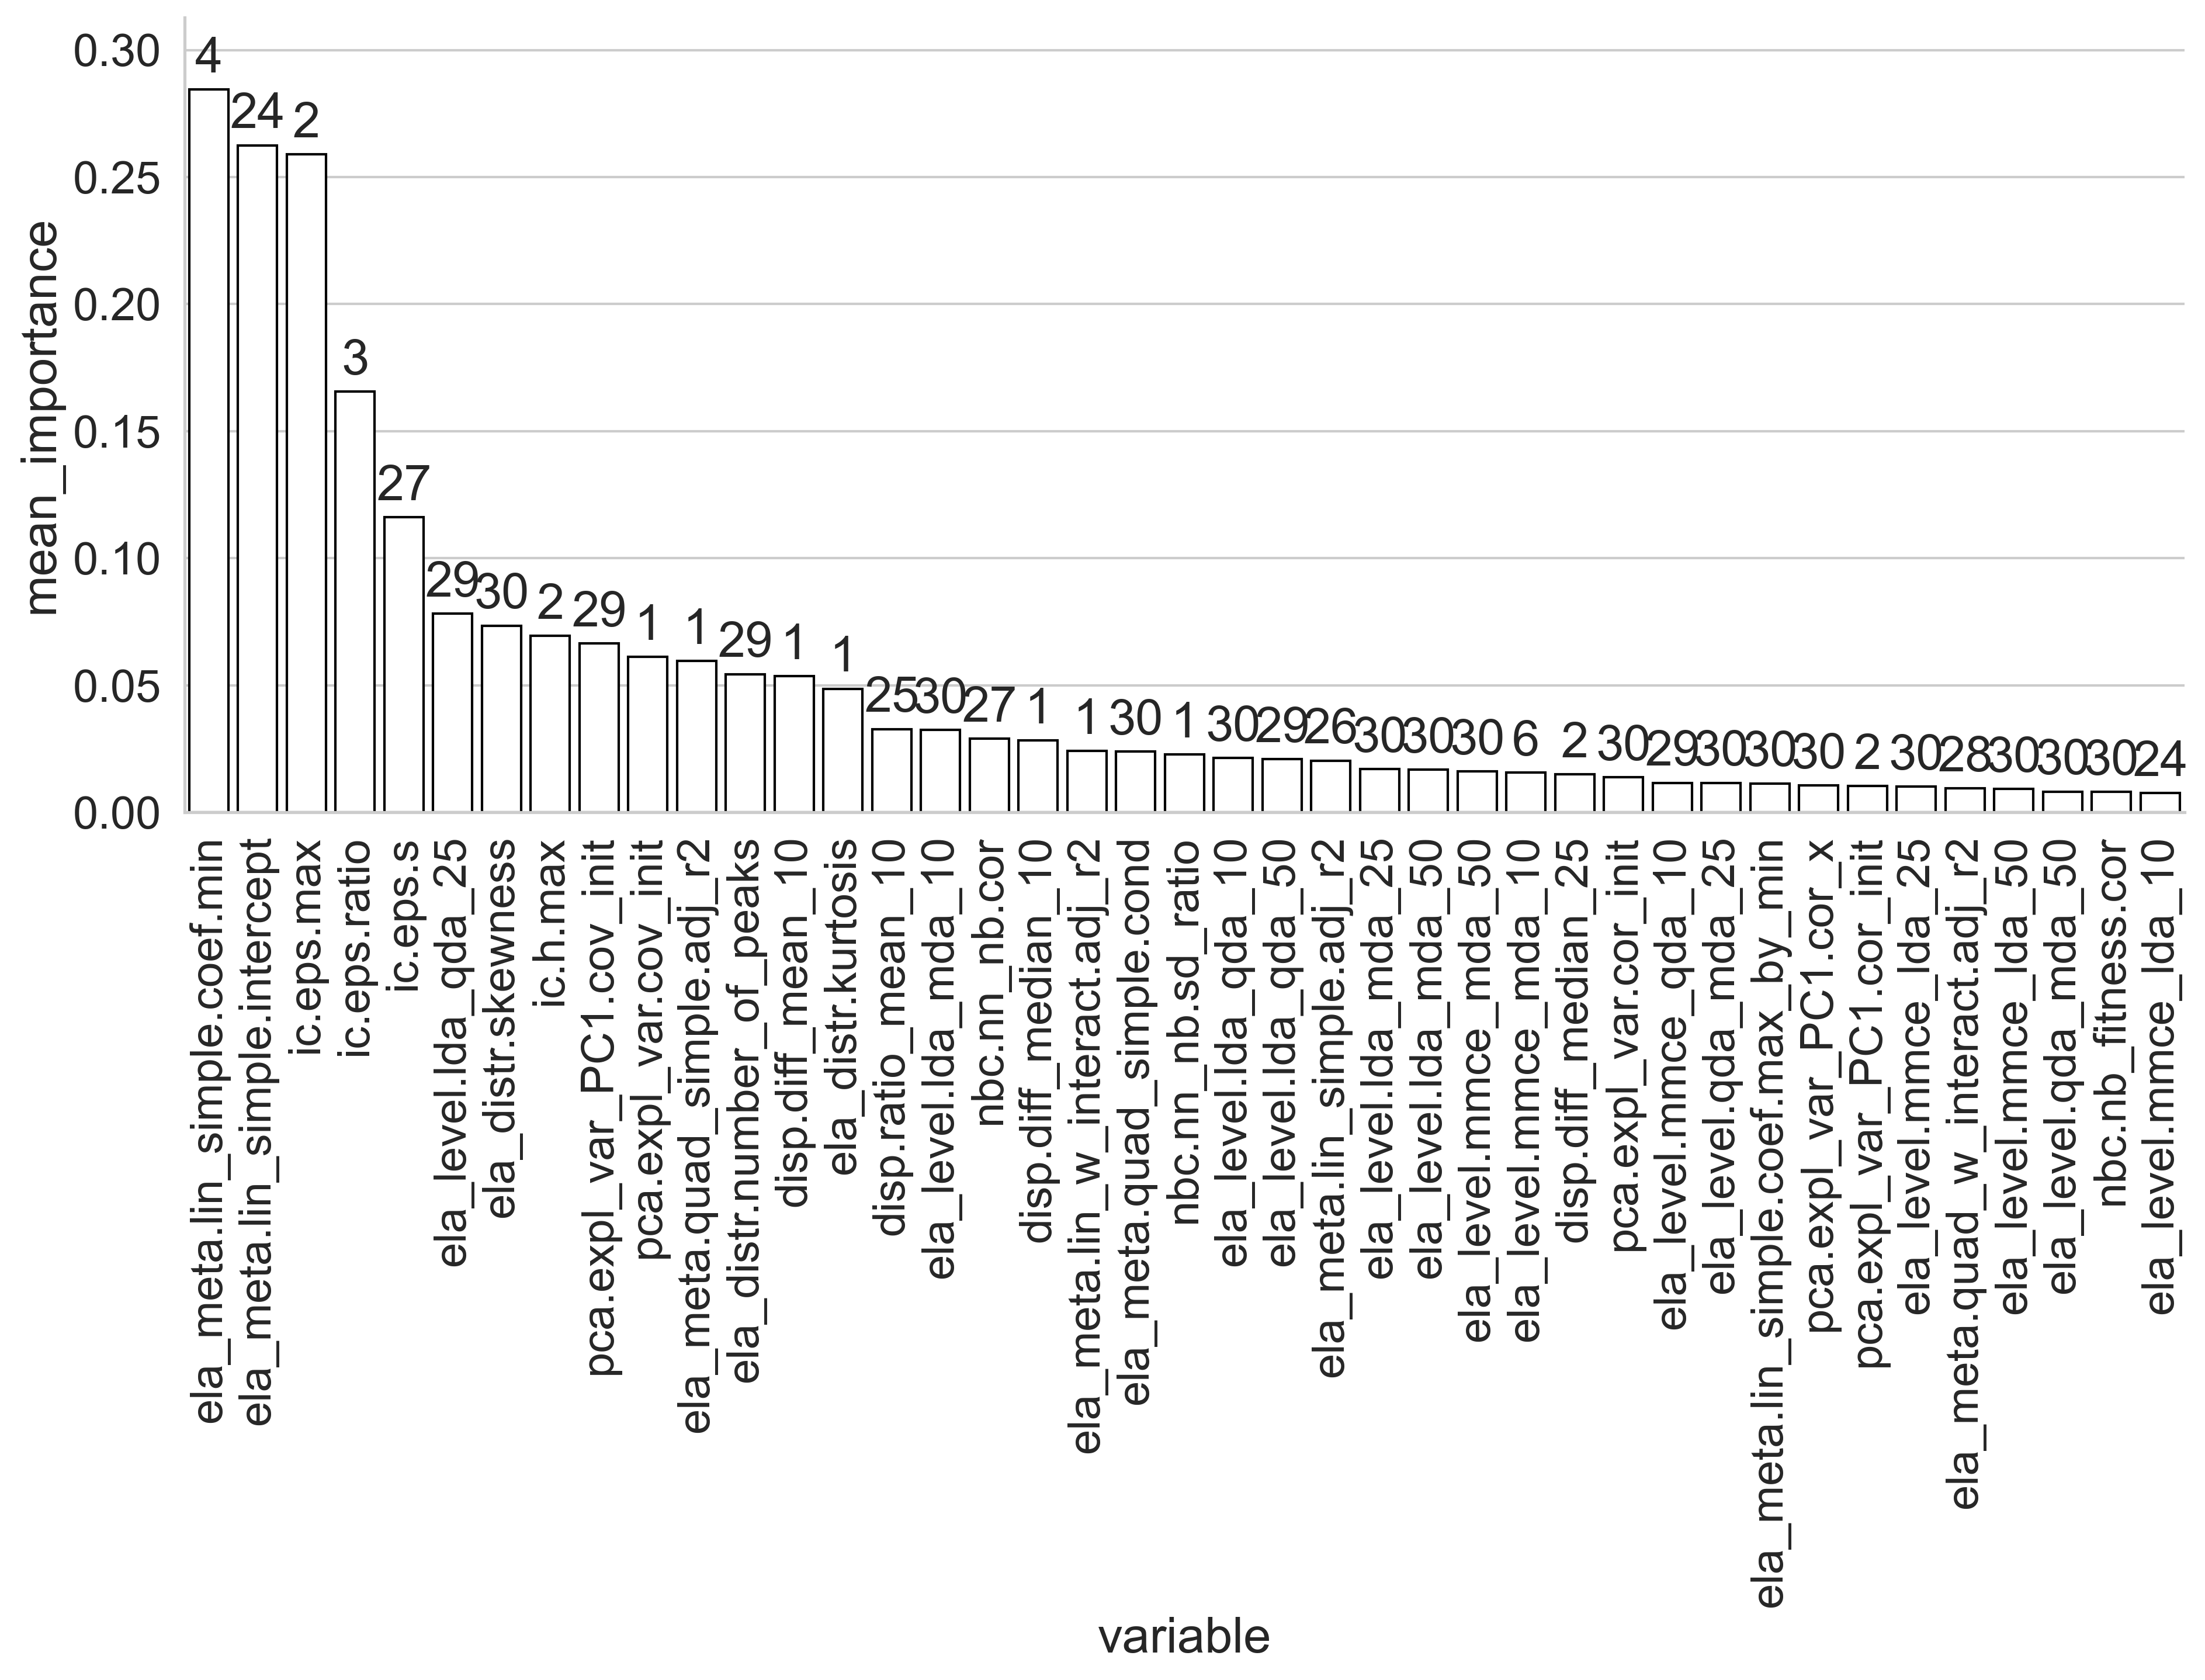 mean_importance
0.30
0.25
0.20
0.15
0.10
0.05
0.00
4
24
2
3
27
29
30
2
29
1
1
29
1
1
25
30
27
1
1
30
1
30
29
26
30
30
30
6
2
30
29
30
30
30
2
30
28
30
30
30
24
ela_meta.lin_simple.coef.min
ela_meta.lin_simple.intercept
ic.eps.max
ic.eps.ratio
ic.eps.s
ela_level.lda_qda_25
ela_distr.skewness
ic.h.max
pca.expl_var_PC1.cov_init
pca.expl_var.cov_init
ela_meta.quad_simple.adj_r2
ela_distr.number_of_peaks
disp.diff_mean_10
ela_distr.kurtosis
disp.ratio_mean_10
ela_level.lda_mda_10
nbc.nn_nb.cor
disp.diff_median_10
ela_meta.lin_w_interact.adj_r2
ela_meta.quad_simple.cond
nbc.nn_nb.sd_ratio
ela_level.lda_qda_10
ela_level.lda_qda_50
ela_meta.lin_simple.adj_r2
ela_level.lda_mda_25
ela_level.lda_mda_50
ela_level.mmce_mda_50
ela_level.mmce_mda_10
disp.diff_median_25
pca.expl_var.cor_init
ela_level.mmce_qda_10
ela_level.qda_mda_25
ela_meta.lin_simple.coef.max_by_min
pca.expl_var_PC1.cor_x
pca.expl_var_PC1.cor_init
ela_level.mmce_lda_25
ela_meta.quad_w_interact.adj_r2
ela_level.mmce_lda_50
ela_level.qda_mda_50
nbc.nb_fitness.cor
ela_level.mmce_lda_10
variable